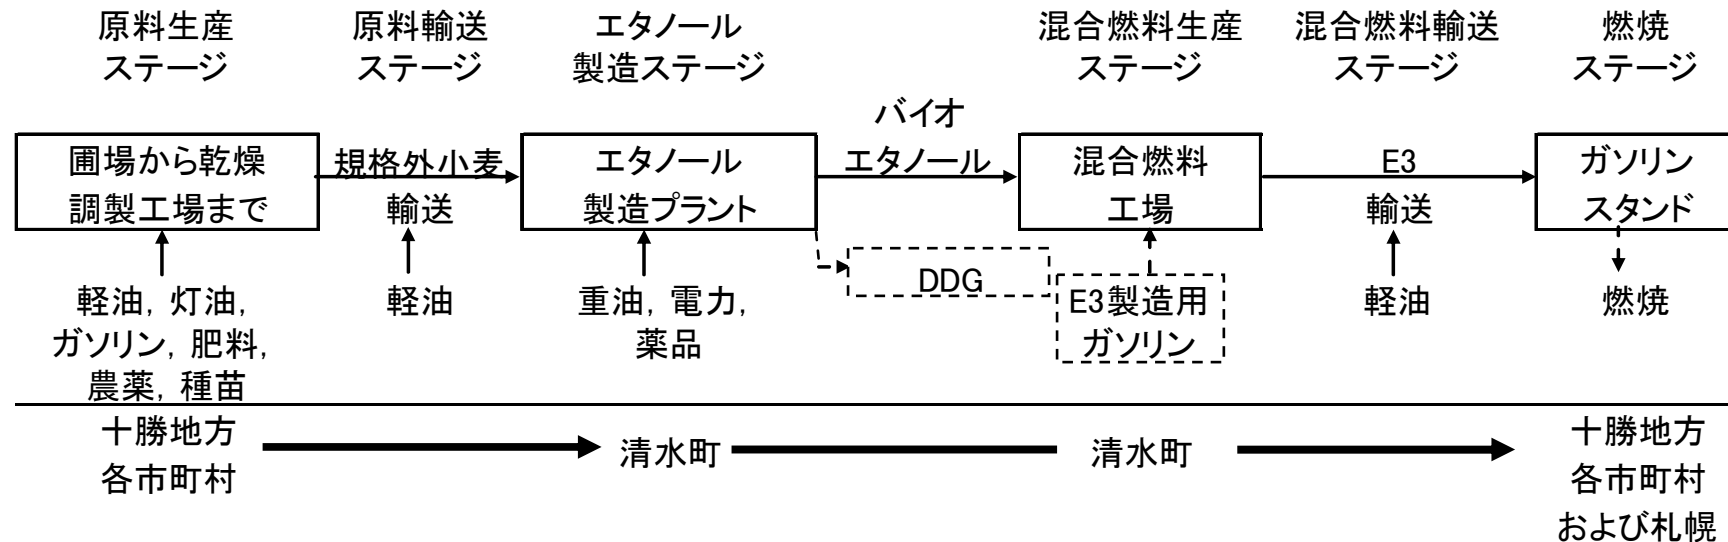 原料生産
ステージ
原料輸送
ステージ
エタノール
製造ステージ
混合燃料生産
ステージ
混合燃料輸送
ステージ
燃焼
ステージ
圃場から乾燥
調製工場まで
規格外小麦
輸送
エタノール
製造プラント
バイオ
エタノール
混合燃料
工場
E3
輸送
ガソリン
スタンド
軽油, 灯油,
ガソリン, 肥料,
農薬, 種苗
軽油
重油, 電力,
薬品
DDG
E3製造用
ガソリン
軽油
燃焼
十勝地方
各市町村
清水町
清水町
十勝地方
各市町村
および札幌